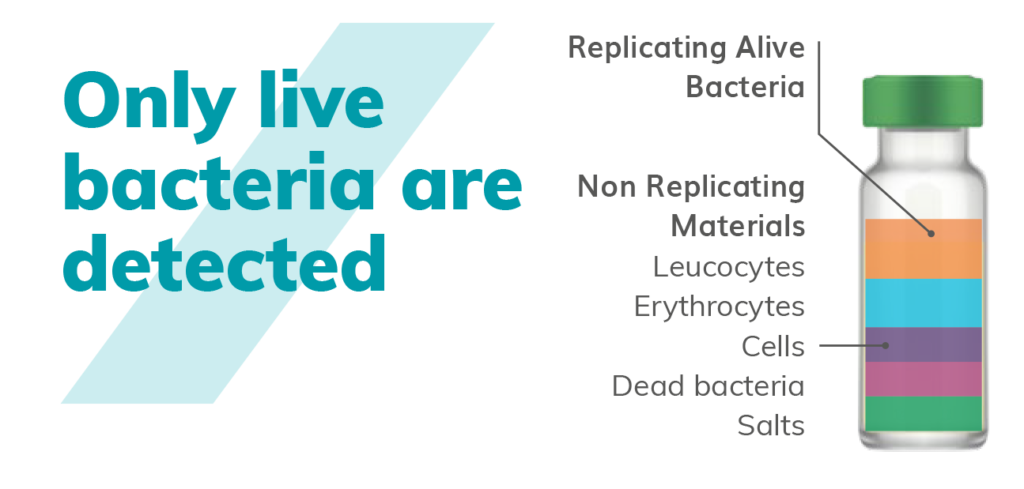 Only live
bacteria are
detected
Replicating Alive
Bacteria
Non Replicating
Materials
Leucocytes
Erythrocytes
Cells
Dead bacteria
Salts